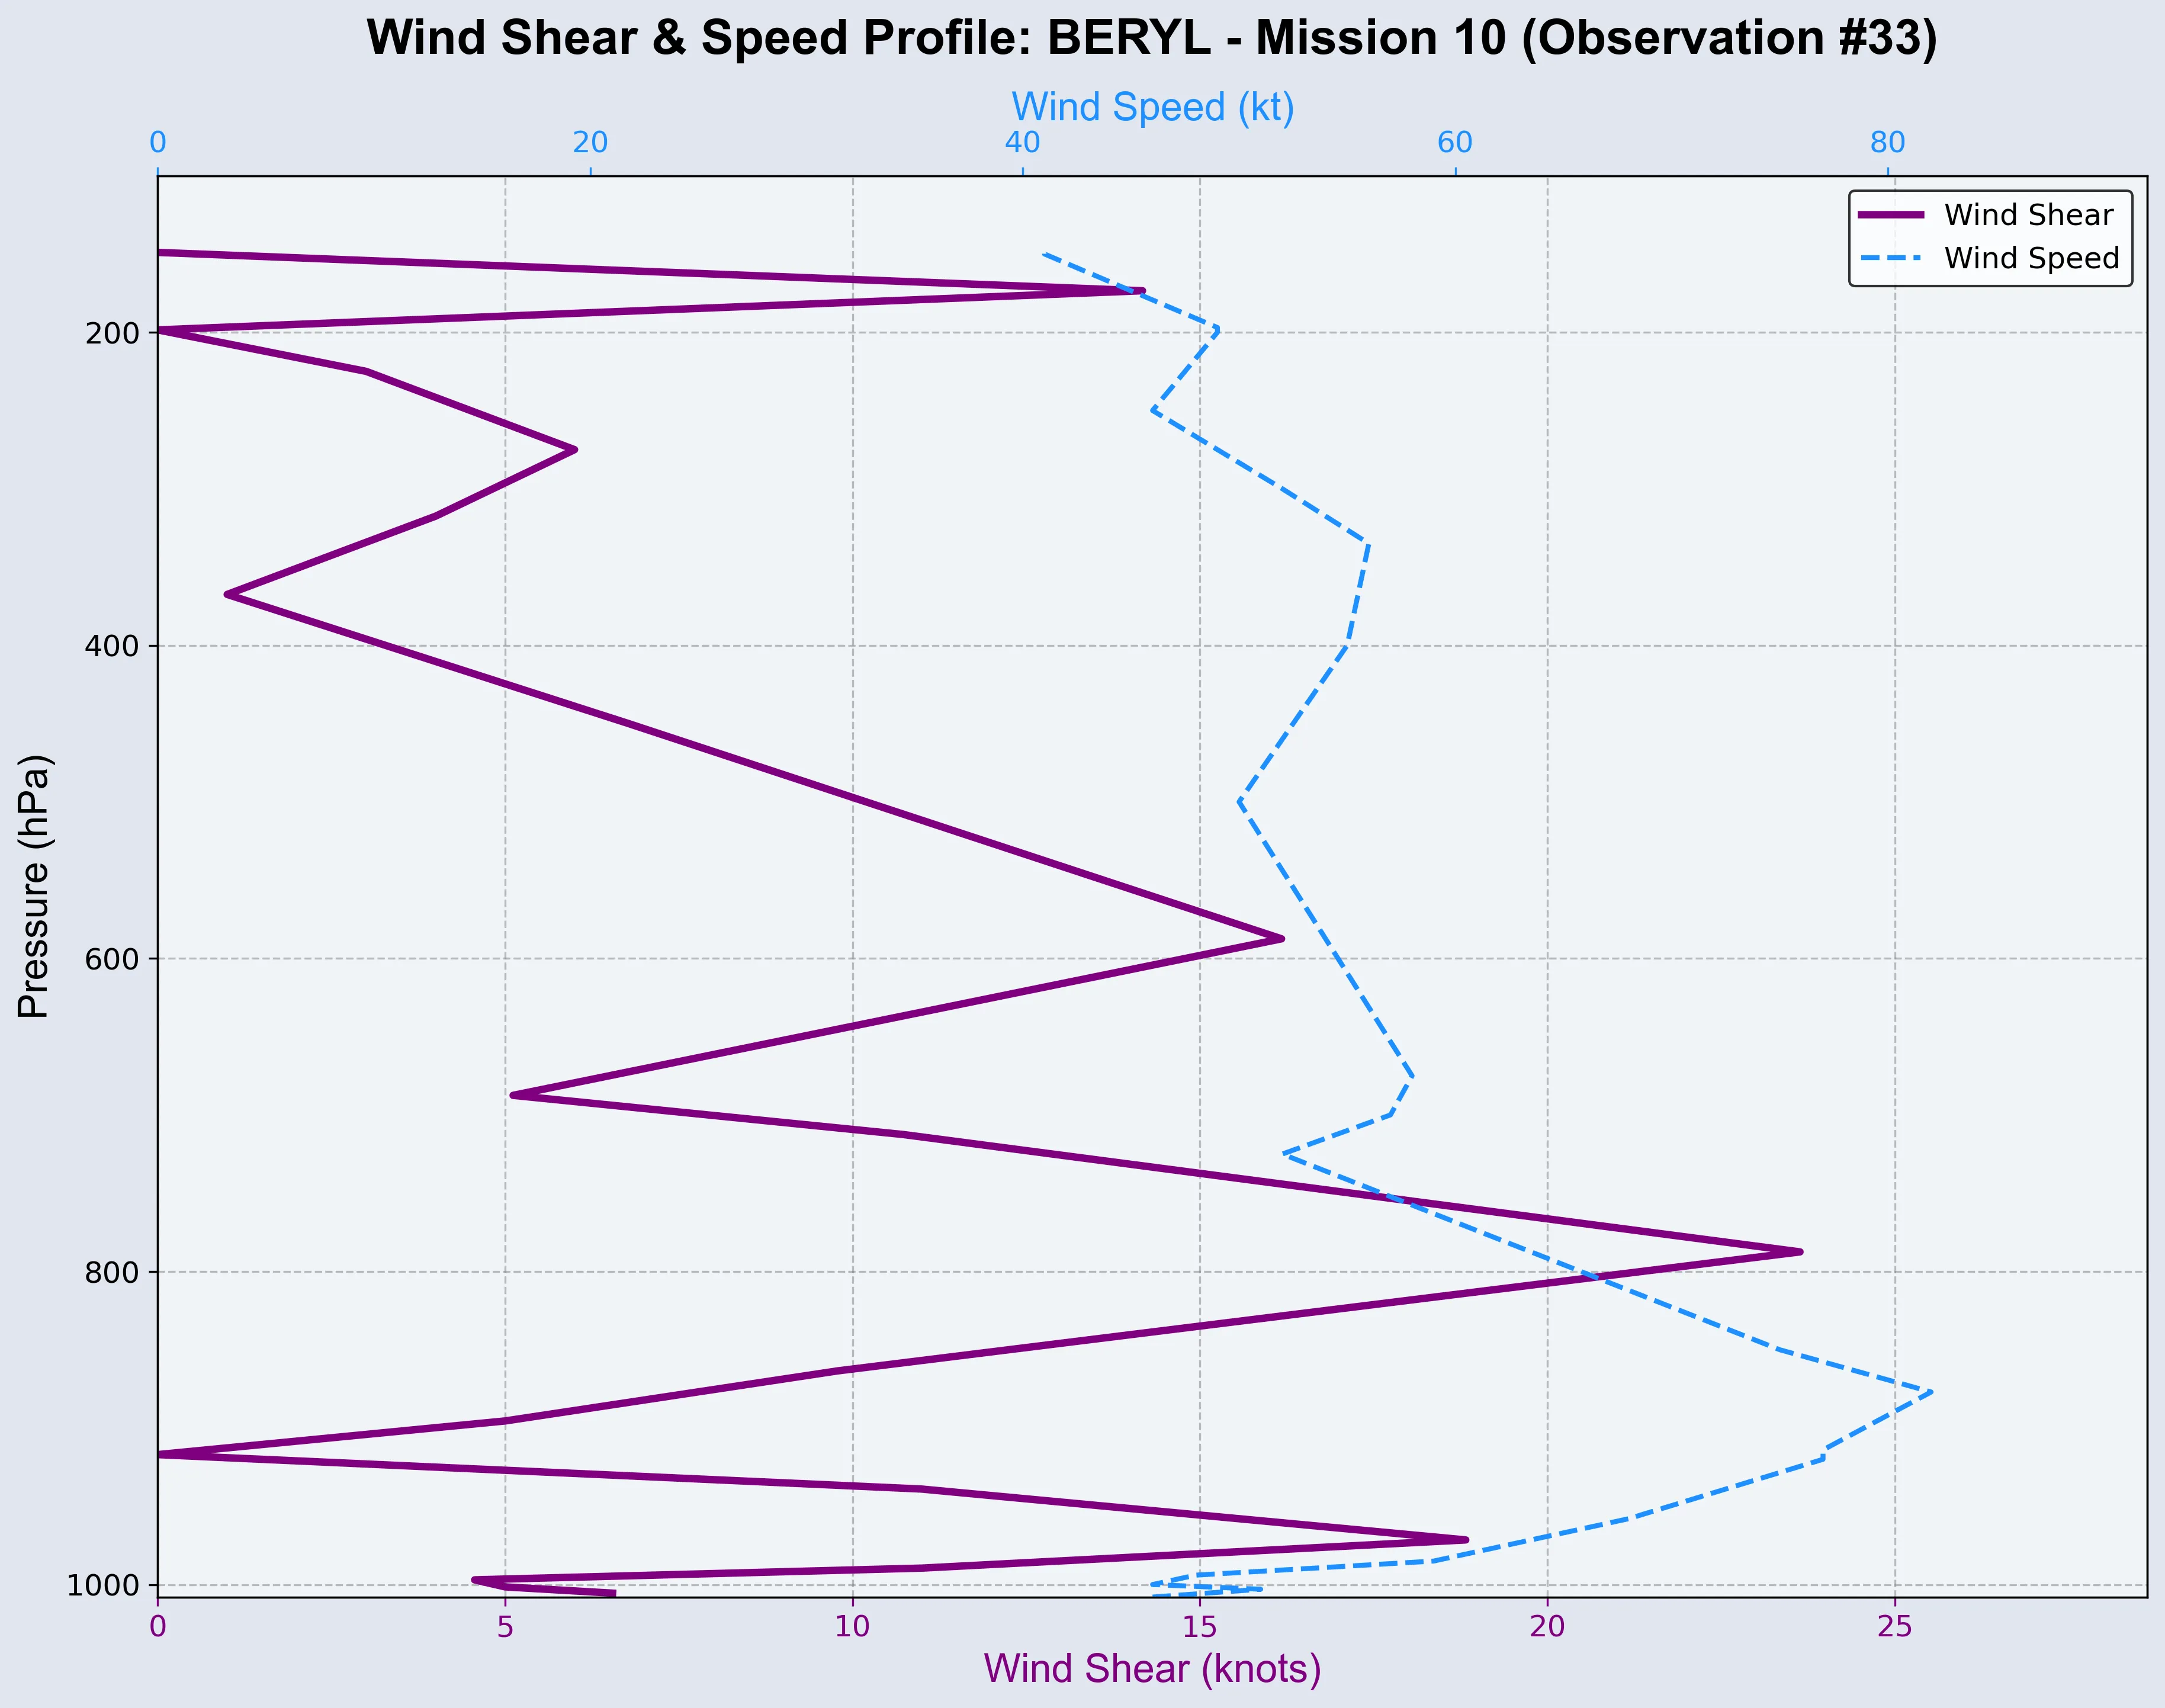 Wind Shear & Speed Profile: BERYL - Mission 10 (Observation #33)
Wind Speed (kt)
0 20 40 60 80
Wind Shear
Wind Speed
200
400
600
800
1000
Pressure (hPa)
0 5 10 15 20 25
Wind Shear (knots)